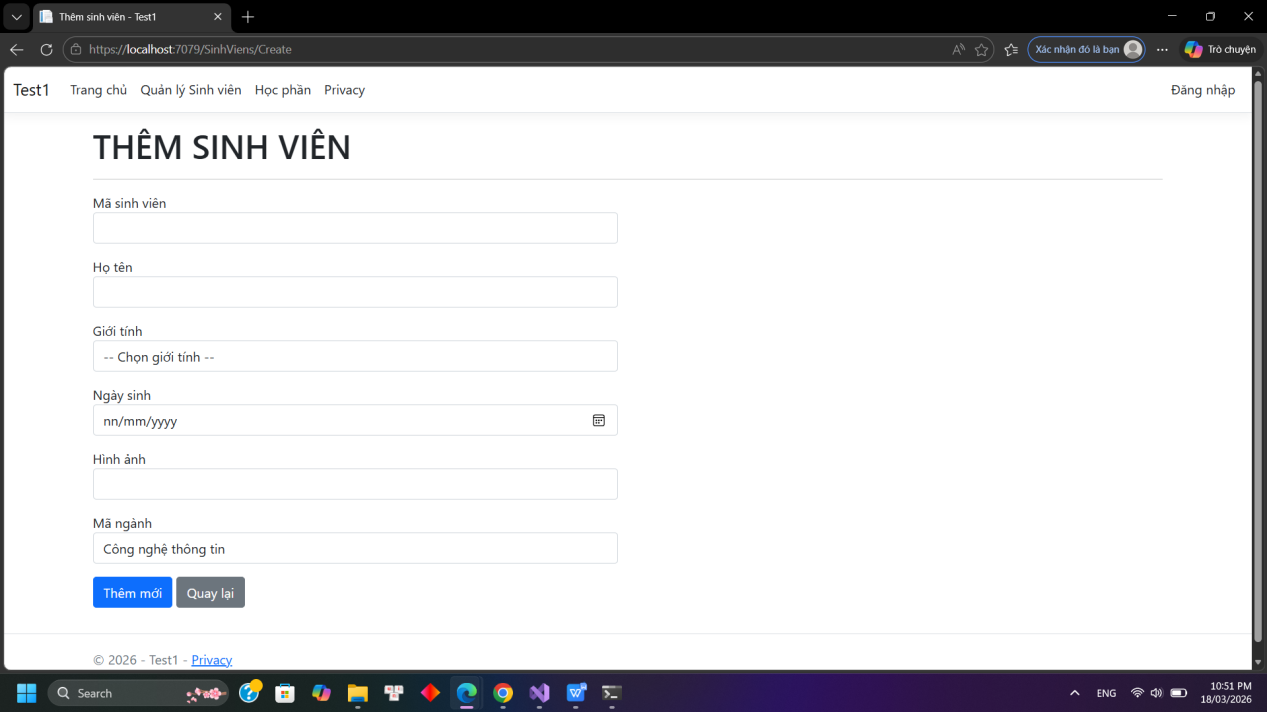 Thêm sinh viên - Test1
https://localhost:7079/SinhViens/Create
Xác nhận đó là bạn
Trò chuyện
Test1 Trang chủ Quản lý Sinh viên Học phần Privacy Đăng nhập
THÊM SINH VIÊN
Mã sinh viên
Họ tên
Giới tính
-- Chọn giới tính --
Ngày sinh
nn/mm/yyyy
Hình ảnh
Mã ngành
Công nghệ thông tin
Thêm mới Quay lại
© 2026 - Test1 - Privacy
Search
ENG
10:51 PM
18/03/2026